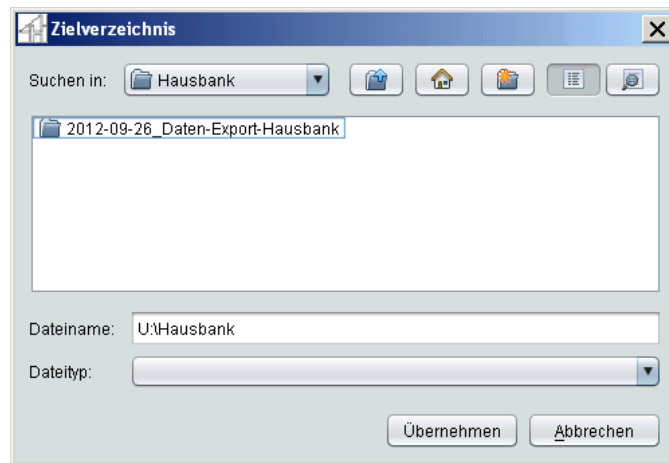 Zielverzeichnis
Suchen in: Hausbank
2012-09-26_Daten-Export-Hausbank
Dateiname: U:\Hausbank
Dateityp:
Übernehmen Abbrechen